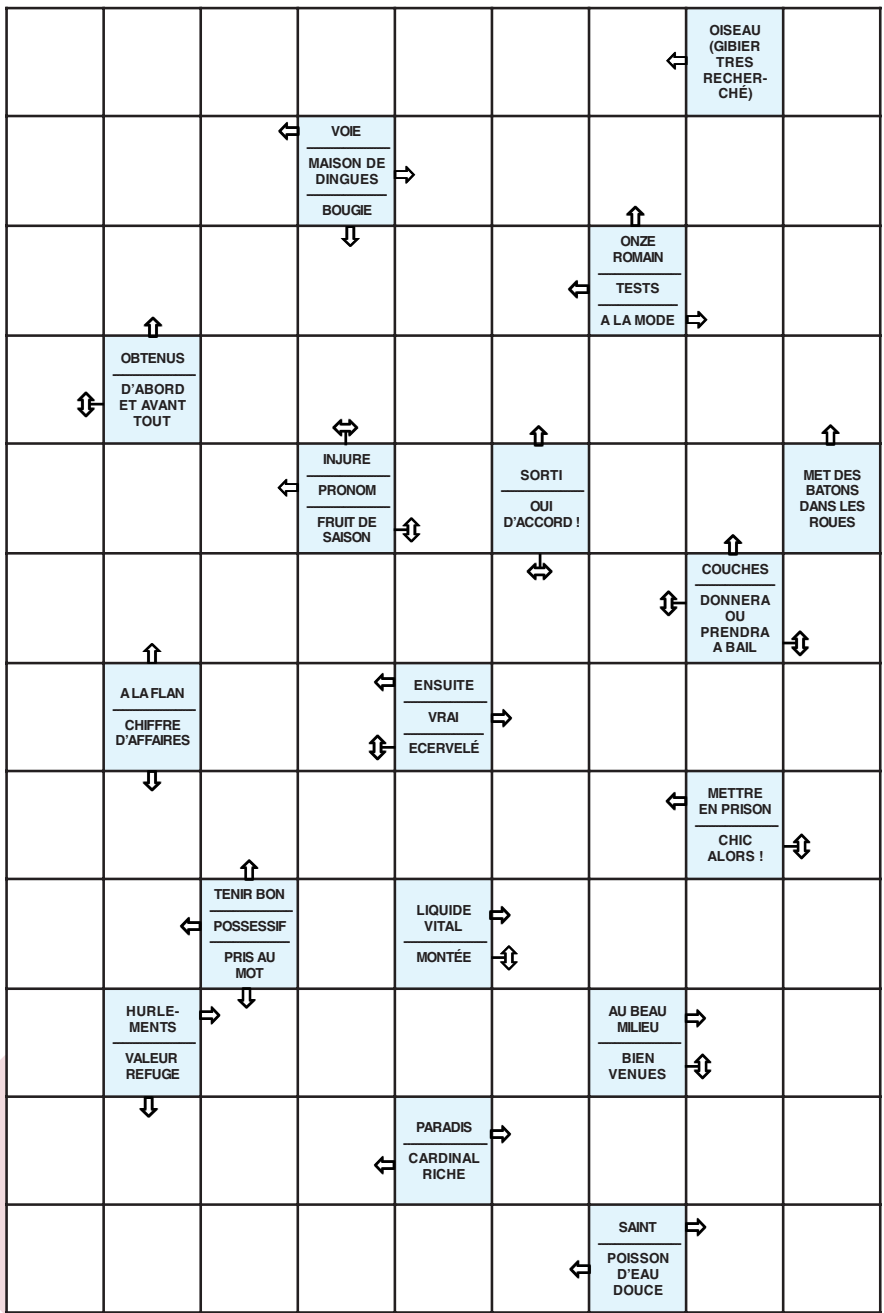 OISEAU
(GIBIER
TRES
RECHER-
CHÉ)
VOIE
MAISON DE
DINGUES
BOUGIE
ONZE
ROMAIN
TESTS
A LA MODE
OBTENUS
D'ABORD
ET AVANT
TOUT
INJURE
PRONOM
FRUIT DE
SAISON
SORTI
OUI
D'ACCORD !
MET DES
BATONS
DANS LES
ROUES
COUCHES
DONNERA
OU
PRENDRA
A BAIL
A LA FLAN
CHIFFRE
D'AFFAIRES
ENSUITE
VRAI
ECERVELÉ
METTRE
EN PRISON
CHIC
ALORS !
TENIR BON
POSSESSIF
PRIS AU
MOT
LIQUIDE
VITAL
MONTÉE
HURLE-
MENTS
VALEUR
REFUGE
AU BEAU
MILIEU
BIEN
VENUES
PARADIS
CARDINAL
RICHE
SAINT
POISSON
D'EAU
DOUCE